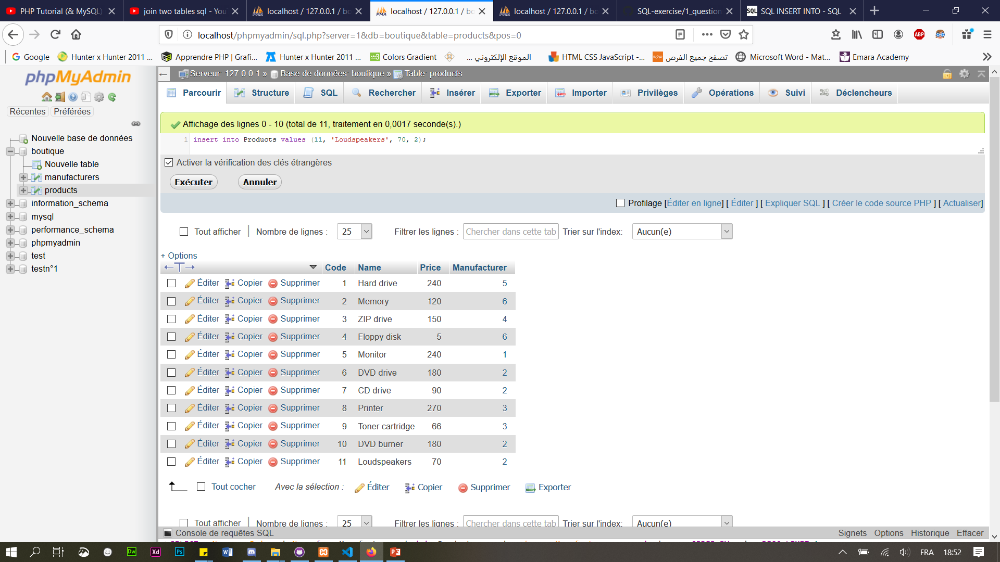 PHP Tutorial (& MySQL)
join two tables sql - You
localhost / 127.0.0.1 / bo
localhost / 127.0.0.1 / bo
localhost / 127.0.0.1 / bo
SQL-exercise/1_question
SQL SQL INSERT INTO - SQL
localhost/phpmyadmin/sql.php?server=1&db=boutique&table=products&pos=0
ABP
Google
Hunter x Hunter 2011 ...
Apprendre PHP | Grafi...
Hunter x Hunter 2011 ...
Colors Gradient
الموقع الإلكتروني ...
HTML CSS JavaScript -...
تصفح جميع الفرص
Microsoft Word - Mat...
Emara Academy
phpMyAdmin
Récentes Préférées
Nouvelle base de données
boutique
Nouvelle table
manufacturers
products
information_schema
mysql
performance_schema
phpmyadmin
test
testn°1
Serveur: 127.0.0.1 » Base de données: boutique » Table: products
Parcourir Structure SQL Rechercher Insérer Exporter Importer Privilèges Opérations Suivi Déclencheurs
Affichage des lignes 0 - 10 (total de 11, traitement en 0,0017 seconde(s).)
1 insert into Products values (11, 'Loudspeakers', 70, 2);
Activer la vérification des clés étrangères
Exécuter Annuler
Profilage [Éditer en ligne] [ Éditer ] [ Expliquer SQL ] [ Créer le code source PHP ] [ Actualiser]
Tout afficher Nombre de lignes : 25 Filtrer les lignes : Chercher dans cette tab Trier sur l'index: Aucun(e)
+ Options
←T→ Code Name Price Manufacturer
Éditer Copier Supprimer 1 Hard drive 240 5
Éditer Copier Supprimer 2 Memory 120 6
Éditer Copier Supprimer 3 ZIP drive 150 4
Éditer Copier Supprimer 4 Floppy disk 5 6
Éditer Copier Supprimer 5 Monitor 240 1
Éditer Copier Supprimer 6 DVD drive 180 2
Éditer Copier Supprimer 7 CD drive 90 2
Éditer Copier Supprimer 8 Printer 270 3
Éditer Copier Supprimer 9 Toner cartridge 66 3
Éditer Copier Supprimer 10 DVD burner 180 2
Éditer Copier Supprimer 11 Loudspeakers 70 2
Tout cocher Avec la sélection : Éditer Copier Supprimer Exporter
Tout afficher Nombre de lignes : 25 Filtrer les lignes : Chercher dans cette tab Trier sur l'index: Aucun(e)
Console de requêtes SQL Signets Options Historique Effacer
FRA 18:52